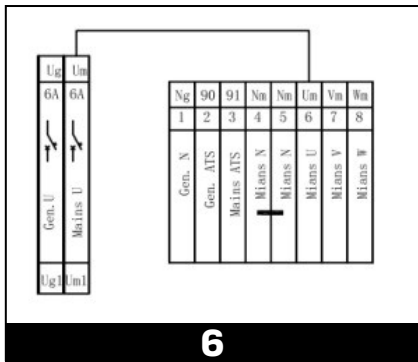 Ug Um
6A 6A
Gen.U Mains U
Ug1 Um1
Ng 90 91 Nm Nm Um Vm Wm
1 2 3 4 5 6 7 8
Gen. N Gen. ATS Mains ATS Mians N Mians N Mians U Mians V Mians W
6